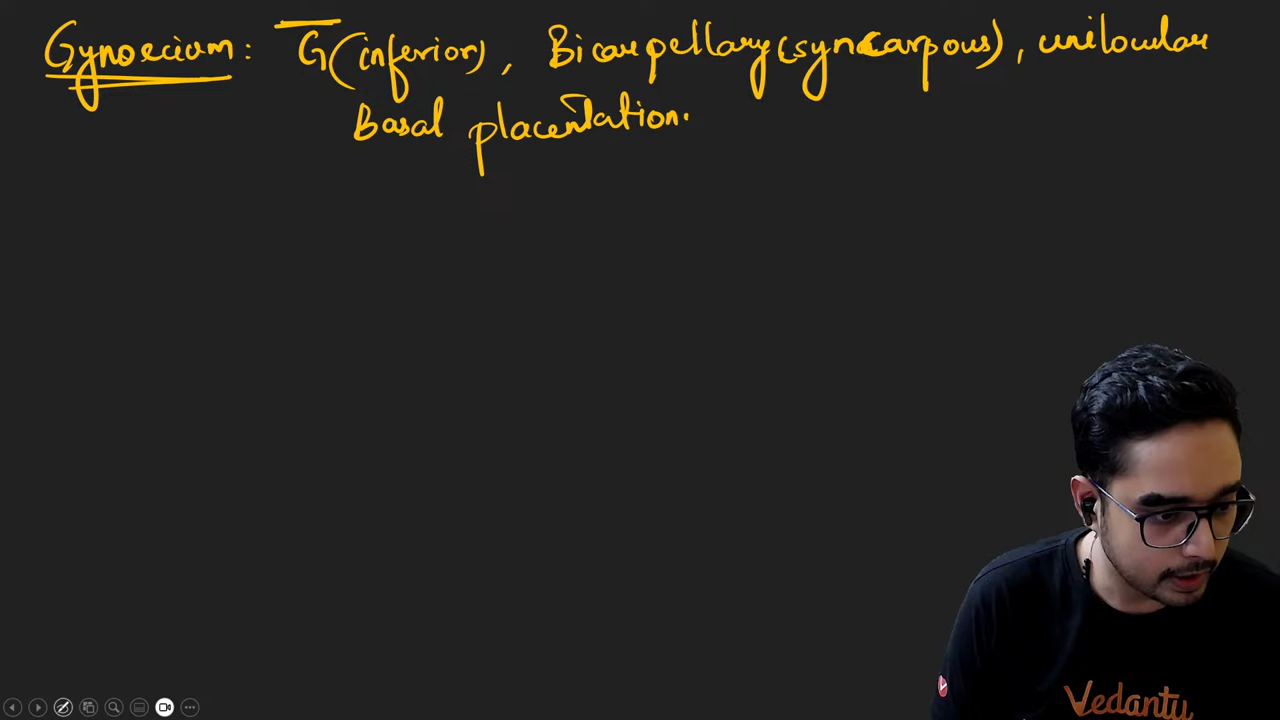 Gynoecium: G̅ (inferior), Bicarpellary (syncarpous), unilocular
Basal placentation.
Vedantu